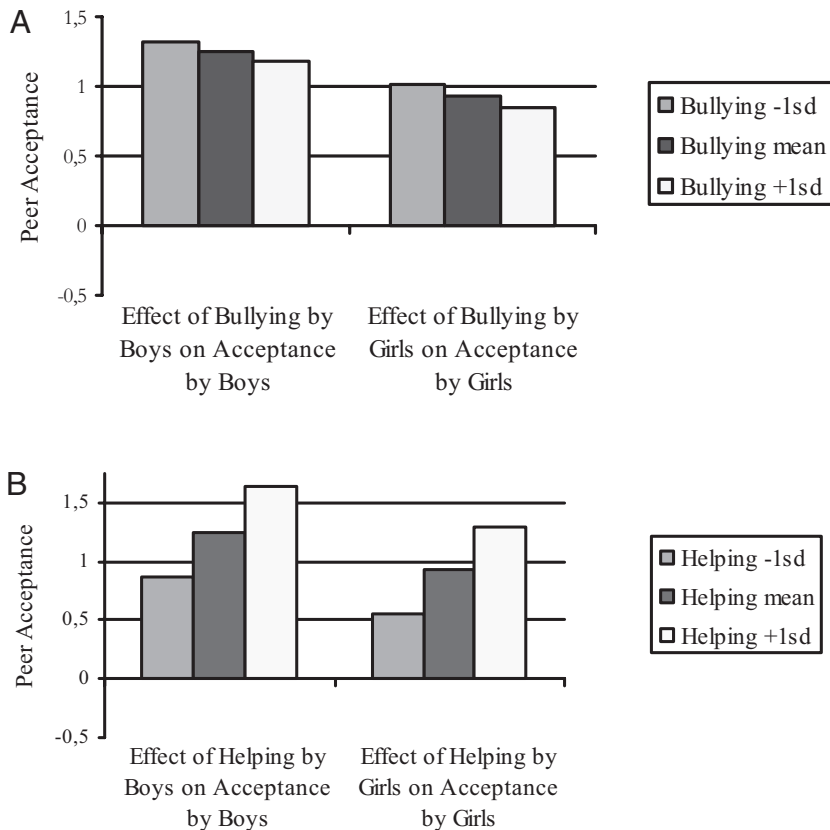 A
1,5
1
0,5
0
-0,5
Peer Acceptance
Effect of Bullying by
Boys on Acceptance
by Boys
Effect of Bullying by
Girls on Acceptance
by Girls
Bullying -1sd
Bullying mean
Bullying +1sd
B
1,5
1
0,5
0
-0,5
Peer Acceptance
Effect of Helping by
Boys on Acceptance
by Boys
Effect of Helping by
Girls on Acceptance
by Girls
Helping -1sd
Helping mean
Helping +1sd